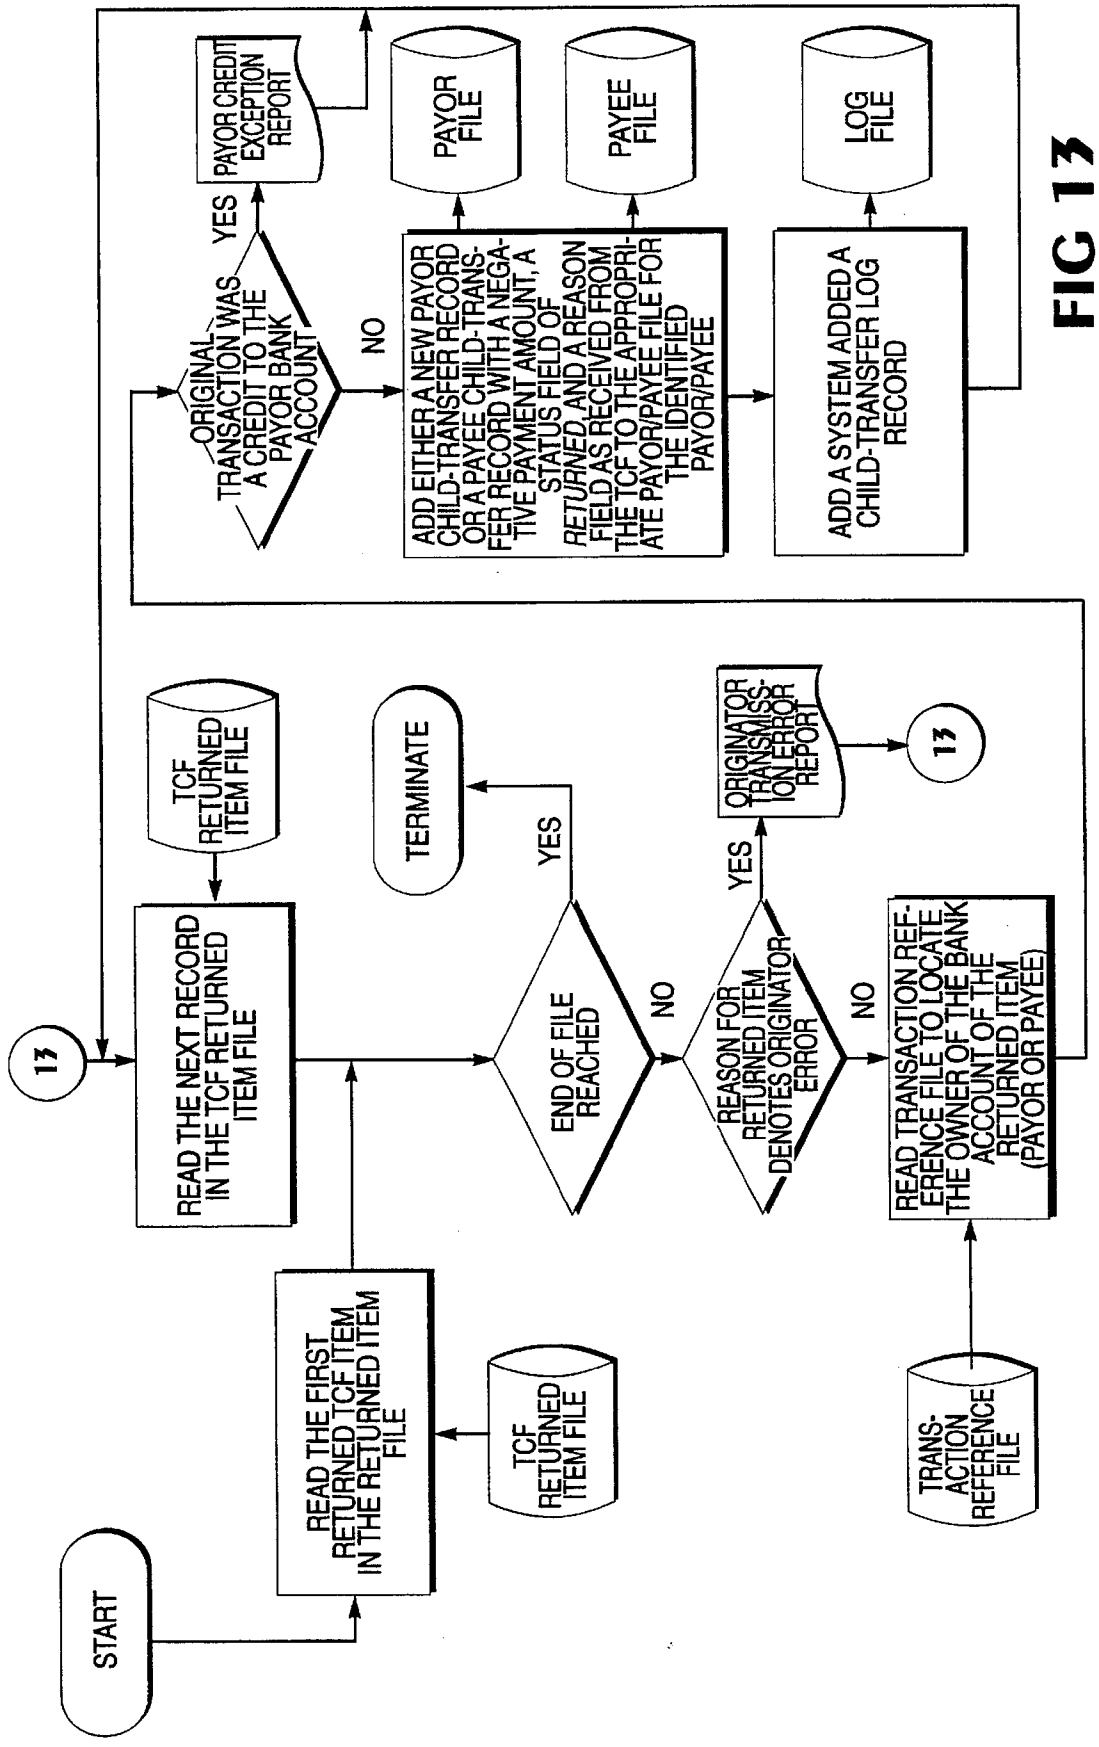 START
READ THE FIRST
RETURNED TCF ITEM
IN THE RETURNED ITEM
FILE
TCF
RETURNED
ITEM FILE
13
READ THE NEXT RECORD
IN THE TCF RETURNED
ITEM FILE
TCF
RETURNED
ITEM FILE
END OF FILE
REACHED
YES
TERMINATE
NO
REASON FOR
RETURNED ITEM
DENOTES ORIGINATOR
ERROR
YES
ORIGINATOR
TRANSMISS-
ION ERROR
REPORT
13
NO
TRANS-
ACTION
REFERENCE
FILE
READ TRANSACTION REF-
ERENCE FILE TO LOCATE
THE OWNER OF THE BANK
ACCOUNT OF THE
RETURNED ITEM
(PAYOR OR PAYEE)
ORIGINAL
TRANSACTION WAS
A CREDIT TO THE
PAYOR BANK
ACCOUNT
YES
PAYOR CREDIT
EXCEPTION
REPORT
NO
ADD EITHER A NEW PAYOR
CHILD-TRANSFER RECORD
OR A PAYEE CHILD-TRANS-
FER RECORD WITH A NEGA-
TIVE PAYMENT AMOUNT, A
STATUS FIELD OF
RETURNED, AND A REASON
FIELD AS RECEIVED FROM
THE TCF TO THE APPROPRI-
ATE PAYOR/PAYEE FILE FOR
THE IDENTIFIED
PAYOR/PAYEE
PAYOR
FILE
PAYEE
FILE
ADD A SYSTEM ADDED A
CHILD-TRANSFER LOG
RECORD
LOG
FILE
FIG 13